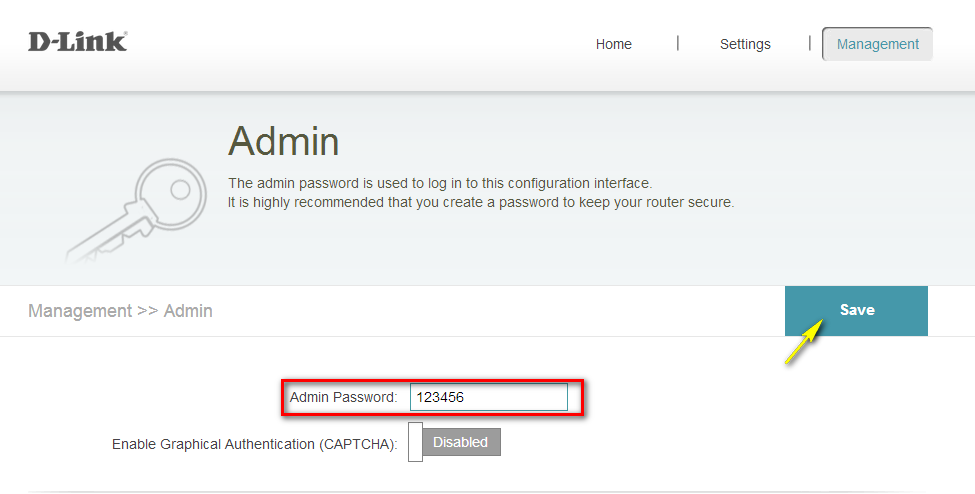 D-Link
Home | Settings | Management
Admin
The admin password is used to log in to this configuration interface.
It is highly recommended that you create a password to keep your router secure.
Management >> Admin
Save
Admin Password: 123456
Enable Graphical Authentication (CAPTCHA): Disabled